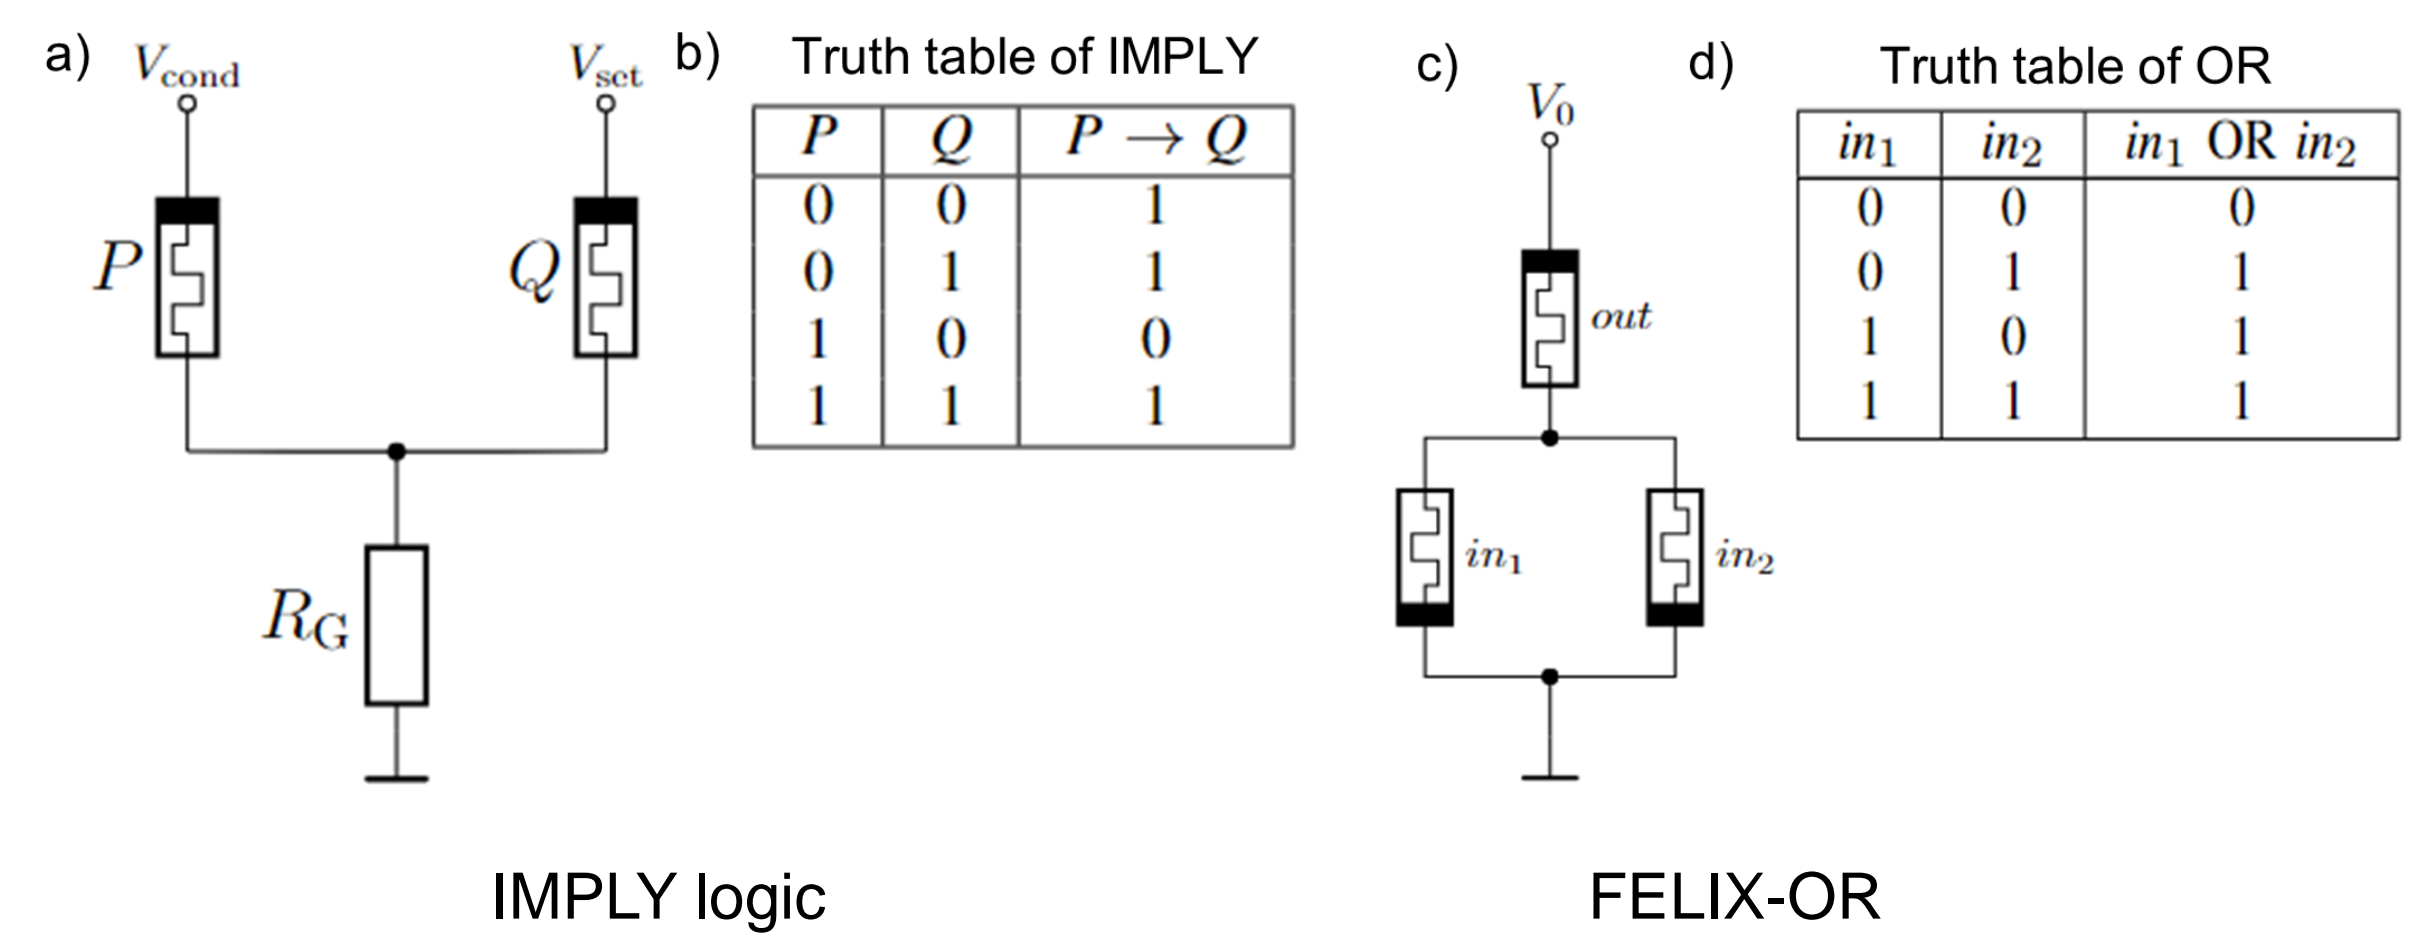 a)
V_cond
V_set
P
Q
R_G
b)
Truth table of IMPLY
P Q P → Q
0 0 1
0 1 1
1 0 0
1 1 1
IMPLY logic
c)
V_0
out
in_1
in_2
d)
Truth table of OR
in_1 in_2 in_1 OR in_2
0 0 0
0 1 1
1 0 1
1 1 1
FELIX-OR